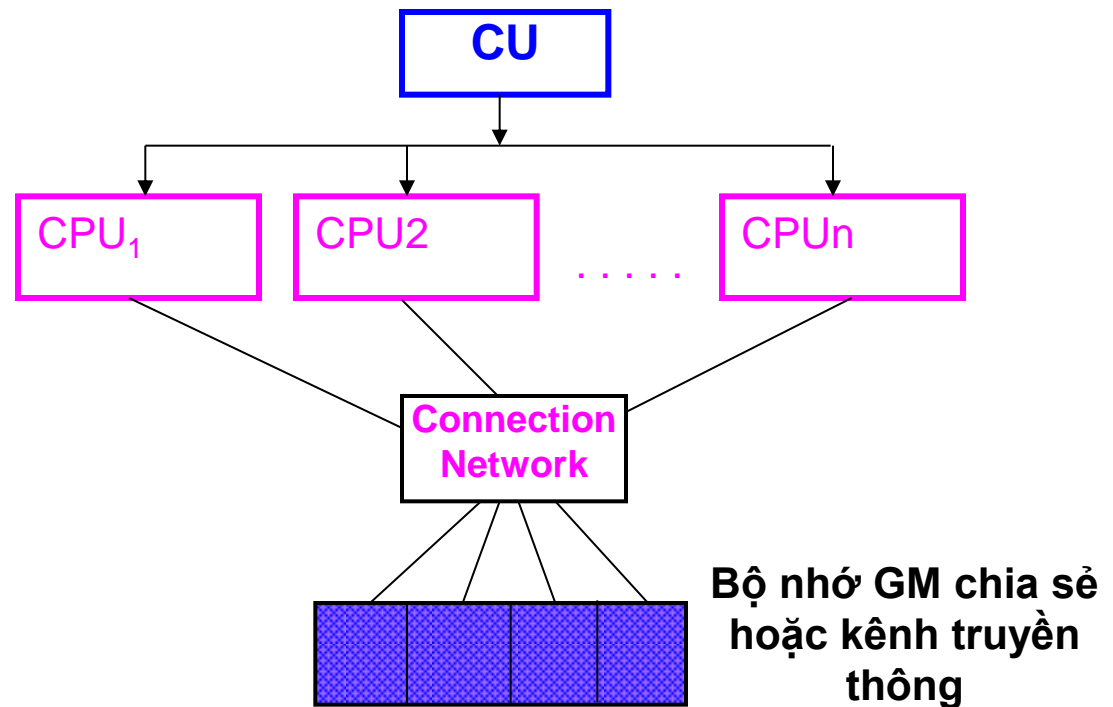 CU
CPU₁
CPU2
. . . . .
CPUn
Connection
Network
Bộ nhớ GM chia sẻ
hoặc kênh truyền
thông